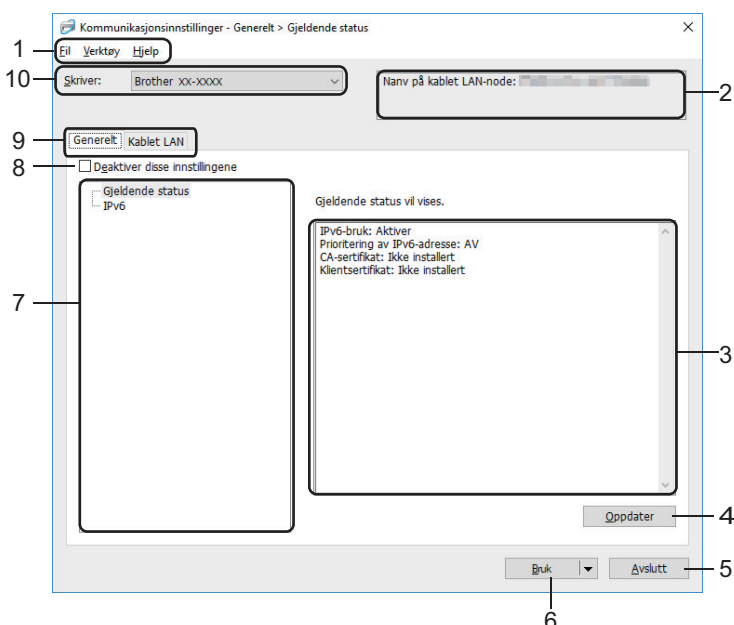 Kommunikasjonsinnstillinger - Generelt > Gjeldende status
1 Fil Verktøy Hjelp
10 Skriver: Brother XX-XXXX
Nanv på kablet LAN-node:
2
9 Generelt Kablet LAN
8 Deaktiver disse innstillingene
Gjeldende status
IPv6
7
Gjeldende status vil vises.
IPv6-bruk: Aktiver
Prioritering av IPv6-adresse: AV
CA-sertifikat: Ikke installert
Klientsertifikat: Ikke installert
3
Oppdater 4
Bruk Avslutt 5
6